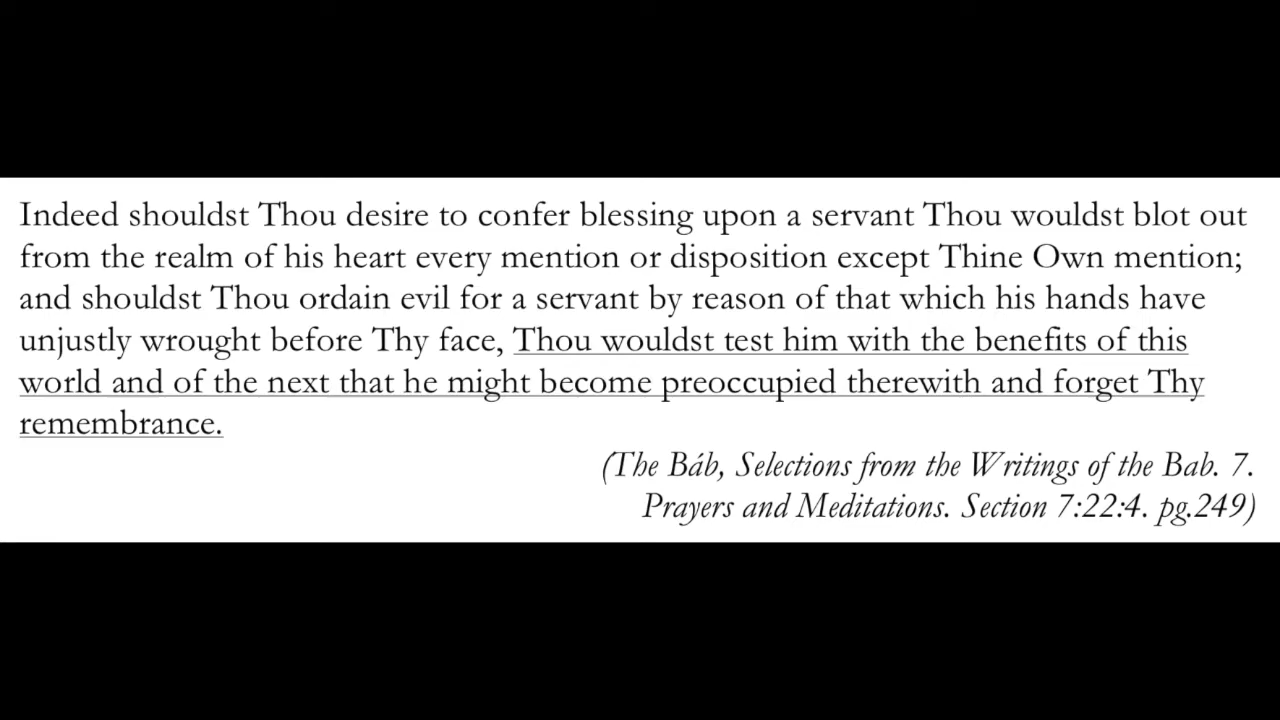 Indeed shouldst Thou desire to confer blessing upon a servant Thou wouldst blot out
from the realm of his heart every mention or disposition except Thine Own mention;
and shouldst Thou ordain evil for a servant by reason of that which his hands have
unjustly wrought before Thy face, Thou wouldst test him with the benefits of this
world and of the next that he might become preoccupied therewith and forget Thy
remembrance.
(The Báb, Selections from the Writings of the Bab. 7.
Prayers and Meditations. Section 7:22:4. pg.249)